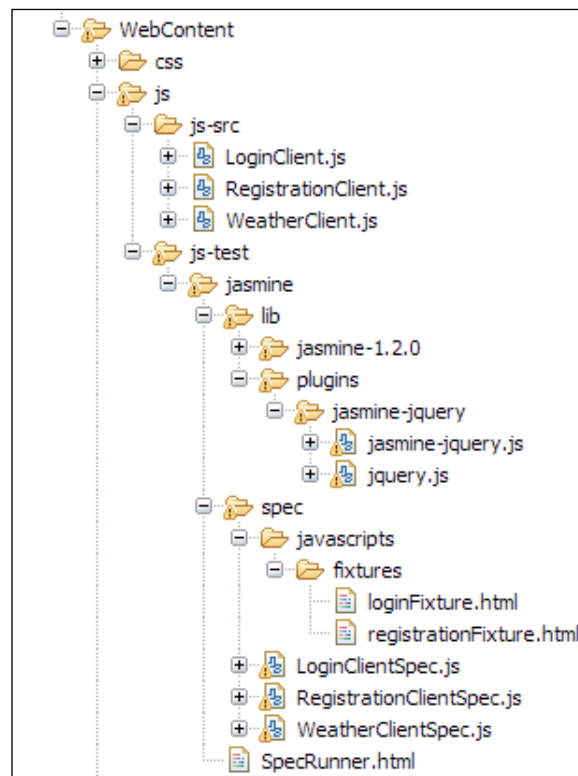 WebContent
css
js
js-src
LoginClient.js
RegistrationClient.js
WeatherClient.js
js-test
jasmine
lib
jasmine-1.2.0
plugins
jasmine-jquery
jasmine-jquery.js
jquery.js
spec
javascripts
fixtures
loginFixture.html
registrationFixture.html
LoginClientSpec.js
RegistrationClientSpec.js
WeatherClientSpec.js
SpecRunner.html